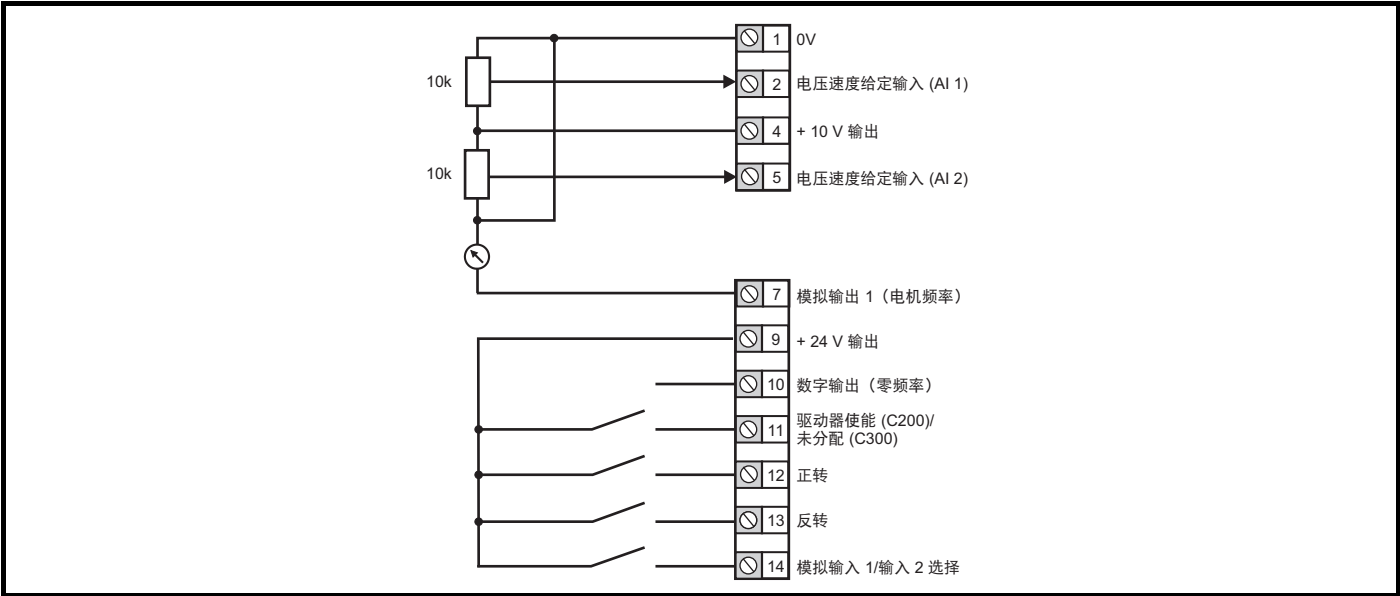 1 0V
10k
2 电压速度给定输入 (AI 1)
4 + 10 V 输出
10k
5 电压速度给定输入 (AI 2)
7 模拟输出 1（电机频率）
9 + 24 V 输出
10 数字输出（零频率）
11 驱动器使能 (C200)/
未分配 (C300)
12 正转
13 反转
14 模拟输入 1/输入 2 选择